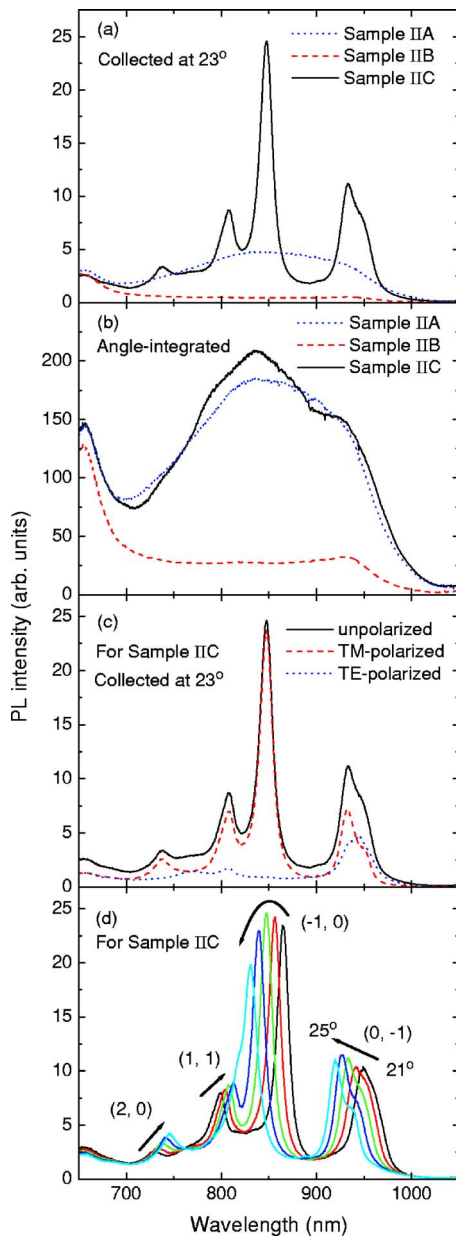 (a)
Collected at 23°
Sample IIA
Sample IIB
Sample IIC
25
20
15
10
5
0
(b)
Angle-integrated
Sample IIA
Sample IIB
Sample IIC
200
150
100
50
0
PL intensity (arb. units)
(c)
For Sample IIC
Collected at 23°
unpolarized
TM-polarized
TE-polarized
25
20
15
10
5
0
(d)
For Sample IIC
(-1, 0)
(1, 1)
(2, 0)
25°
(0, -1)
21°
25
20
15
10
5
0
700 800 900 1000
Wavelength (nm)